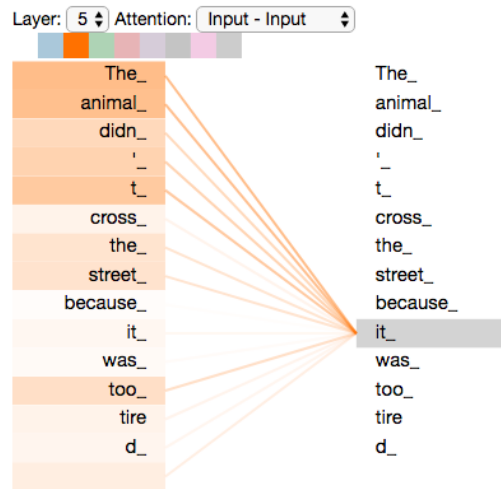 Layer: 5 Attention: Input - Input
The_ The_
animal_ animal_
didn_ didn_
'_ '_
t_ t_
cross_ cross_
the_ the_
street_ street_
because_ because_
it_ it_
was_ was_
too_ too_
tire tire
d_ d_